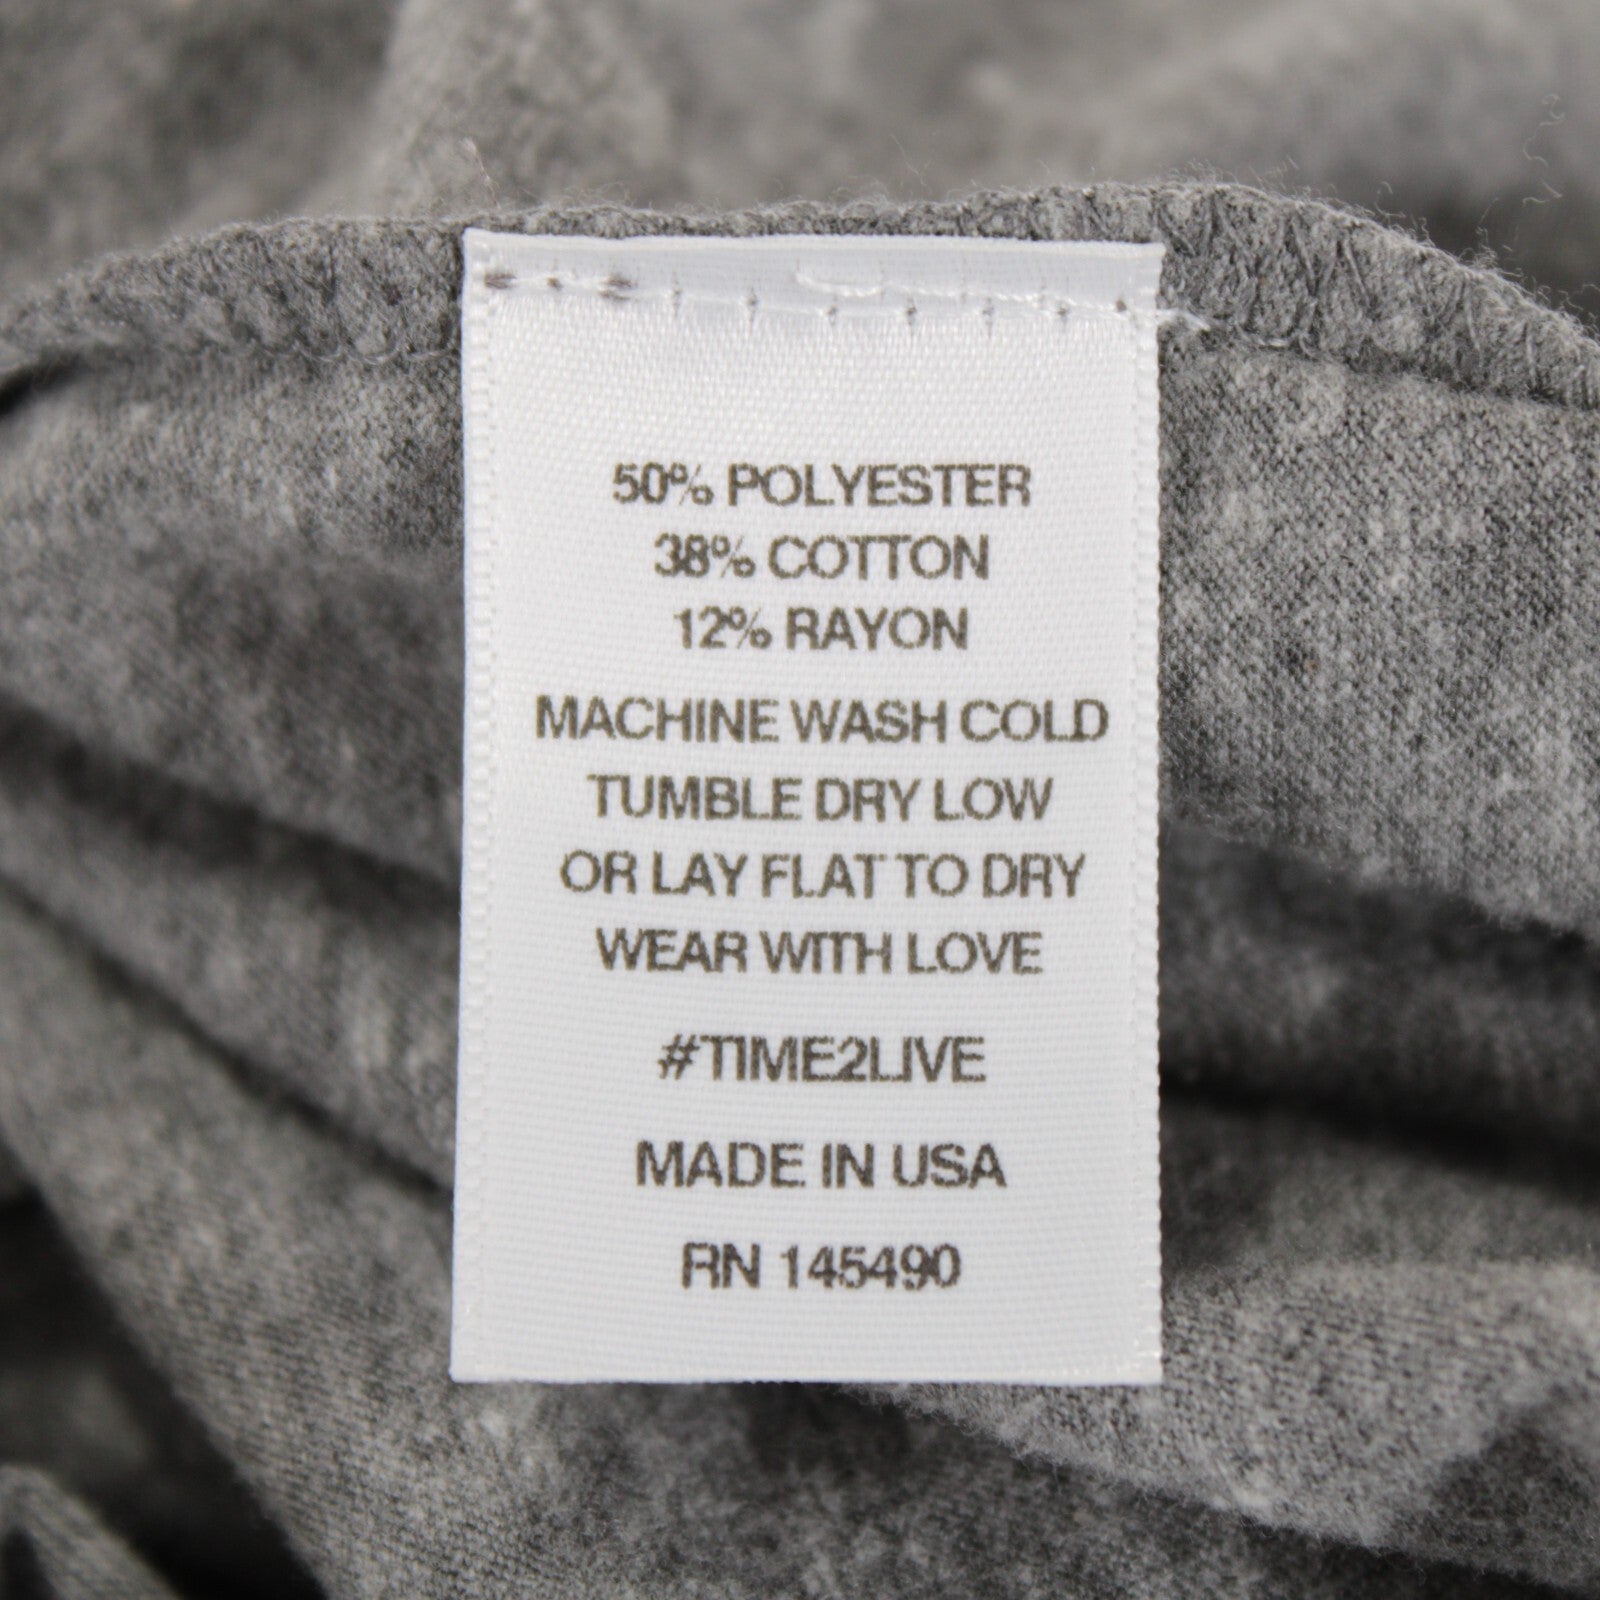 50% POLYESTER
38% COTTON
12% RAYON
MACHINE WASH COLD
TUMBLE DRY LOW
OR LAY FLAT TO DRY
WEAR WITH LOVE
#TIME2LIVE
MADE IN USA
RN 145490